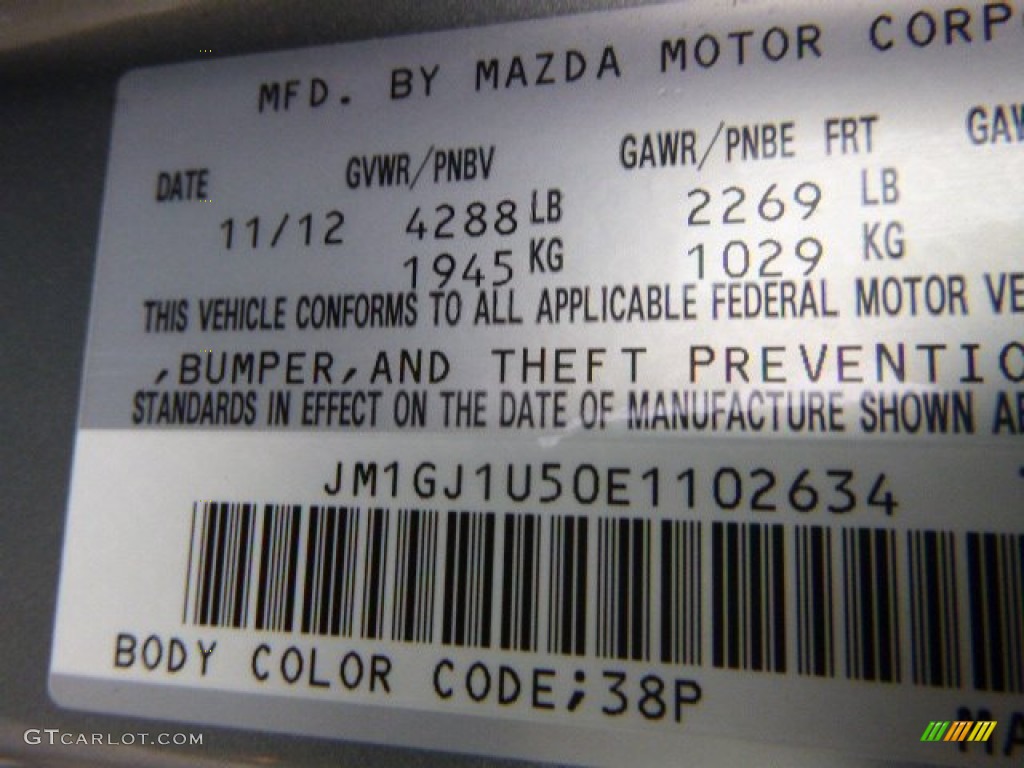 MFD. BY MAZDA MOTOR CORP
DATE GVWR/PNBV GAWR/PNBE FRT GAW
11/12 4288 LB 2269 LB
1945 KG 1029 KG
THIS VEHICLE CONFORMS TO ALL APPLICABLE FEDERAL MOTOR VE
,BUMPER,AND THEFT PREVENTIO
STANDARDS IN EFFECT ON THE DATE OF MANUFACTURE SHOWN AB
JM1GJ1U50E1102634
BODY COLOR CODE;38P
MA
GTCARLOT.COM